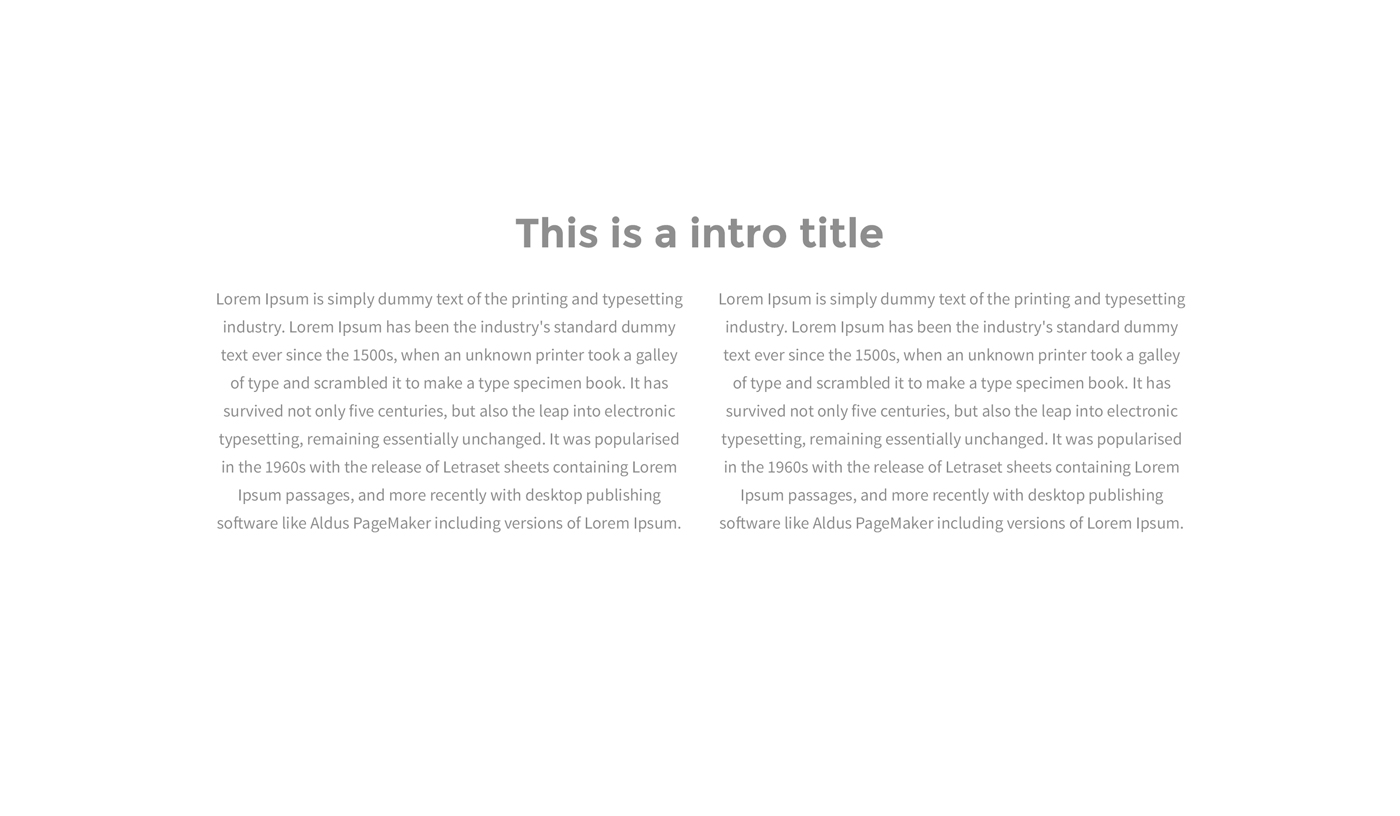 This is a intro title
Lorem Ipsum is simply dummy text of the printing and typesetting
industry. Lorem Ipsum has been the industry's standard dummy
text ever since the 1500s, when an unknown printer took a galley
of type and scrambled it to make a type specimen book. It has
survived not only five centuries, but also the leap into electronic
typesetting, remaining essentially unchanged. It was popularised
in the 1960s with the release of Letraset sheets containing Lorem
Ipsum passages, and more recently with desktop publishing
software like Aldus PageMaker including versions of Lorem Ipsum.
Lorem Ipsum is simply dummy text of the printing and typesetting
industry. Lorem Ipsum has been the industry's standard dummy
text ever since the 1500s, when an unknown printer took a galley
of type and scrambled it to make a type specimen book. It has
survived not only five centuries, but also the leap into electronic
typesetting, remaining essentially unchanged. It was popularised
in the 1960s with the release of Letraset sheets containing Lorem
Ipsum passages, and more recently with desktop publishing
software like Aldus PageMaker including versions of Lorem Ipsum.